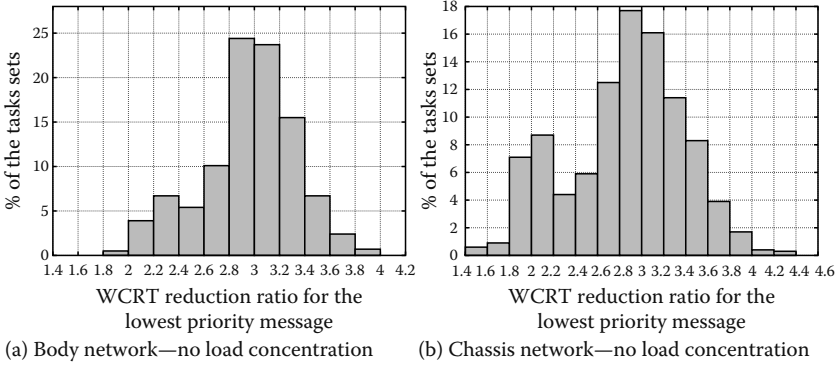 % of the tasks sets
25
20
15
10
5
0
1.4 1.6 1.8 2 2.2 2.4 2.6 2.8 3 3.2 3.4 3.6 3.8 4 4.2
WCRT reduction ratio for the
lowest priority message
(a) Body network—no load concentration
% of the tasks sets
18
16
14
12
10
8
6
4
2
0
1.4 1.6 1.8 2 2.2 2.4 2.6 2.8 3 3.2 3.4 3.6 3.8 4 4.2 4.4 4.6
WCRT reduction ratio for the
lowest priority message
(b) Chassis network—no load concentration